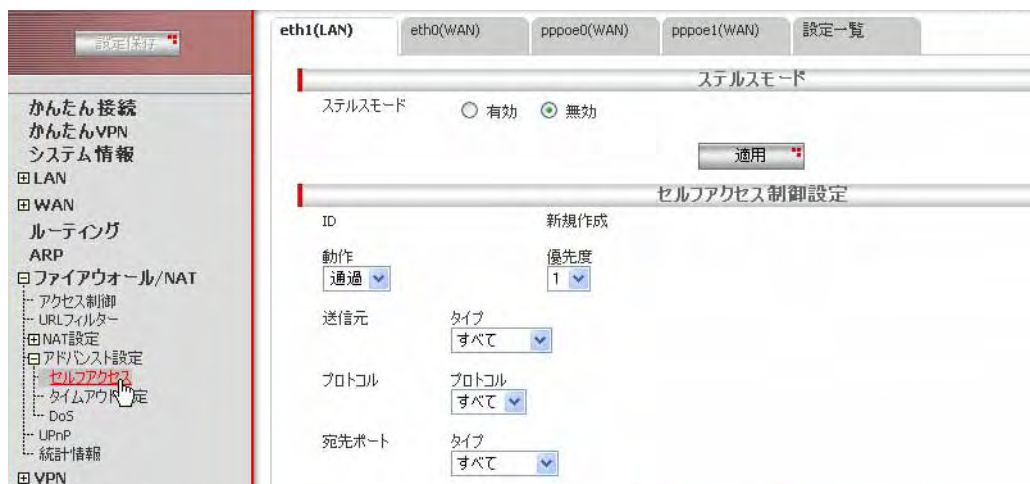 設定保存
eth1(LAN)
eth0(WAN)
pppoe0(WAN)
pppoe1(WAN)
設定一覧
かんたん接続
かんたんVPN
システム情報
LAN
WAN
ルーティング
ARP
ファイアウォール/NAT
アクセス制御
URLフィルター
NAT設定
アドバンスト設定
セルフアクセス
タイムアウト設定
DoS
UPnP
統計情報
VPN
ステルスモード
ステルスモード 有効 無効
適用
セルフアクセス制御設定
ID 新規作成
動作 優先度
通過 1
送信元 タイプ
すべて
プロトコル プロトコル
すべて
宛先ポート タイプ
すべて